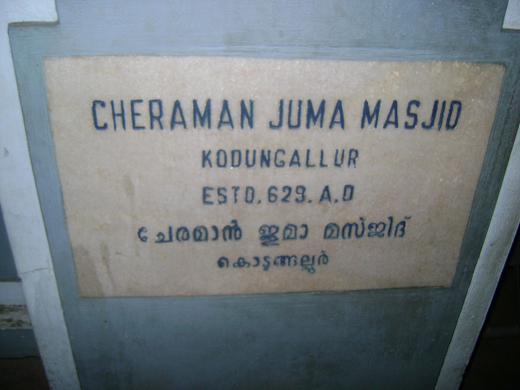 CHERAMAN JUMA MASJID
KODUNGALLUR
ESTD. 629. A.D
ചേരമാൻ ജുമാ മസ്ജിദ്
കൊടുങ്ങല്ലൂർ